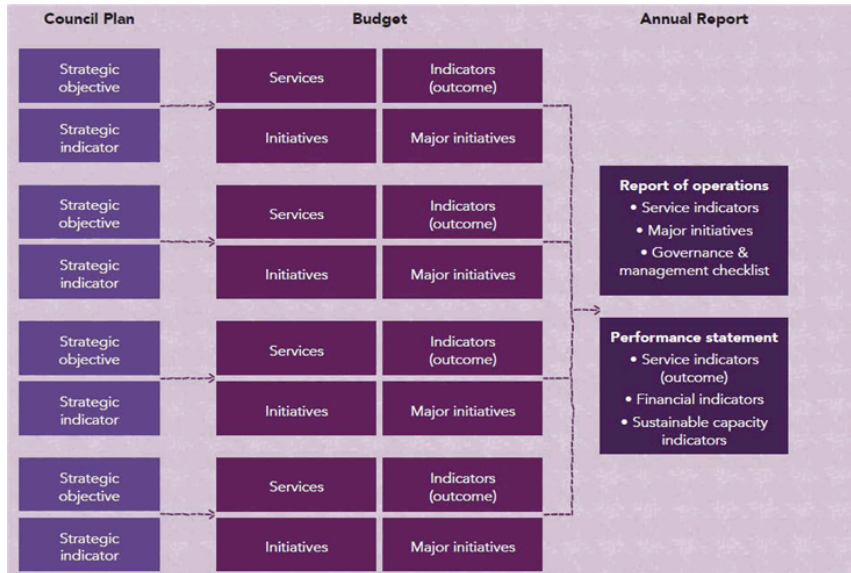 Council Plan
Budget
Annual Report
Strategic
objective
Services
Indicators
(outcome)
Strategic
indicator
Initiatives
Major initiatives
Strategic
objective
Services
Indicators
(outcome)
Strategic
indicator
Initiatives
Major initiatives
Strategic
objective
Services
Indicators
(outcome)
Strategic
indicator
Initiatives
Major initiatives
Strategic
objective
Services
Indicators
(outcome)
Strategic
indicator
Initiatives
Major initiatives
Report of operations
• Service indicators
• Major initiatives
• Governance &
management checklist
Performance statement
• Service indicators
(outcome)
• Financial indicators
• Sustainable capacity
indicators